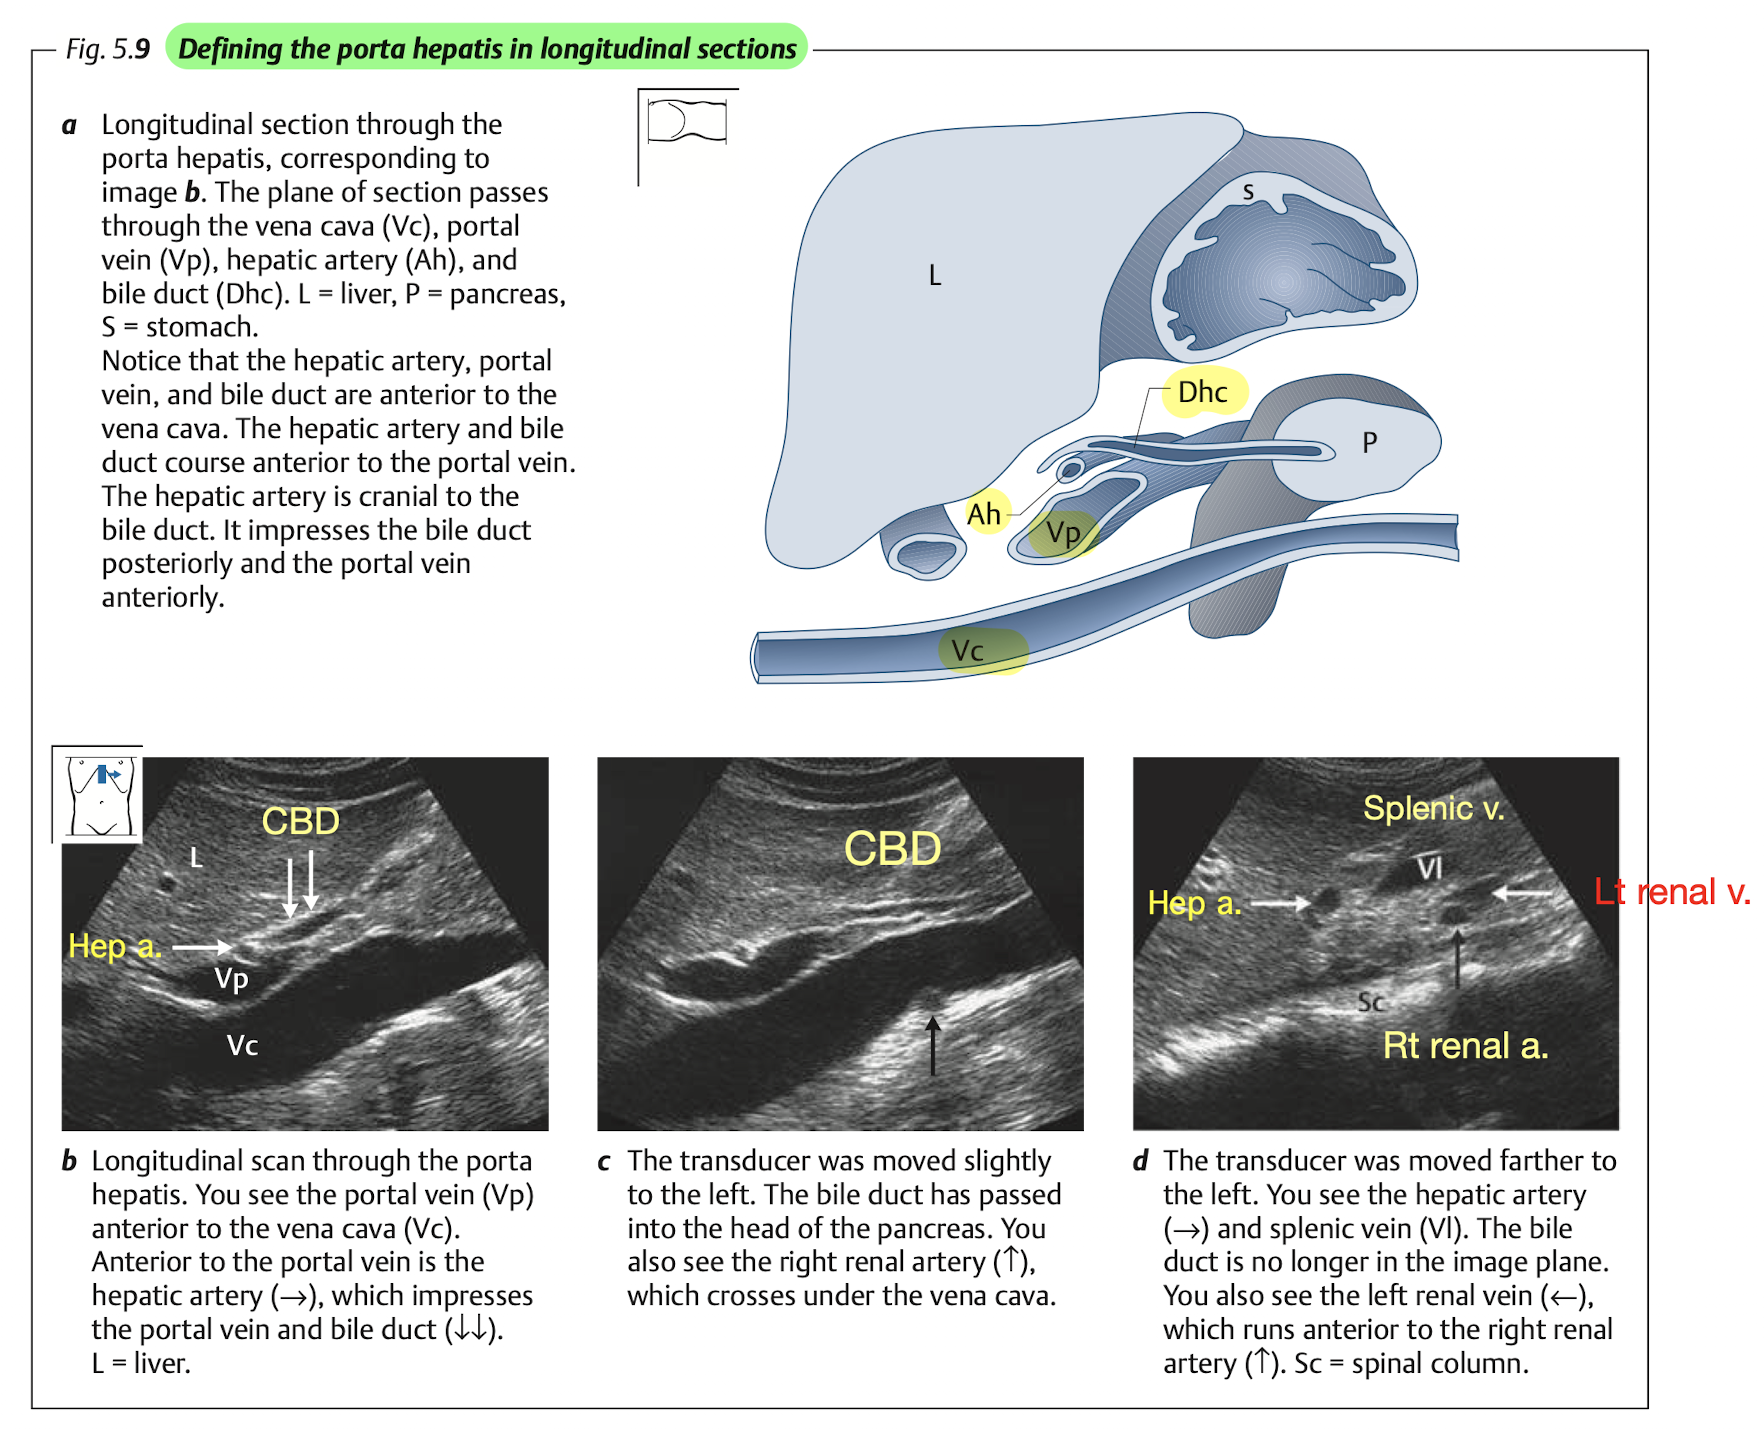 Fig. 5.9 Defining the porta hepatis in longitudinal sections
a Longitudinal section through the
porta hepatis, corresponding to
image b. The plane of section passes
through the vena cava (Vc), portal
vein (Vp), hepatic artery (Ah), and
bile duct (Dhc). L = liver, P = pancreas,
S = stomach.
Notice that the hepatic artery, portal
vein, and bile duct are anterior to the
vena cava. The hepatic artery and bile
duct course anterior to the portal vein.
The hepatic artery is cranial to the
bile duct. It impresses the bile duct
posteriorly and the portal vein
anteriorly.
S
L
Dhc
P
Ah
Vp
Vc
CBD
L
Hep a.
Vp
Vc
CBD
Splenic v.
Vl
Hep a.
Lt renal v.
Sc
Rt renal a.
b Longitudinal scan through the porta
hepatis. You see the portal vein (Vp)
anterior to the vena cava (Vc).
Anterior to the portal vein is the
hepatic artery (→), which impresses
the portal vein and bile duct (↓↓).
L = liver.
c The transducer was moved slightly
to the left. The bile duct has passed
into the head of the pancreas. You
also see the right renal artery (↑),
which crosses under the vena cava.
d The transducer was moved farther to
the left. You see the hepatic artery
(→) and splenic vein (Vl). The bile
duct is no longer in the image plane.
You also see the left renal vein (←),
which runs anterior to the right renal
artery (↑). Sc = spinal column.